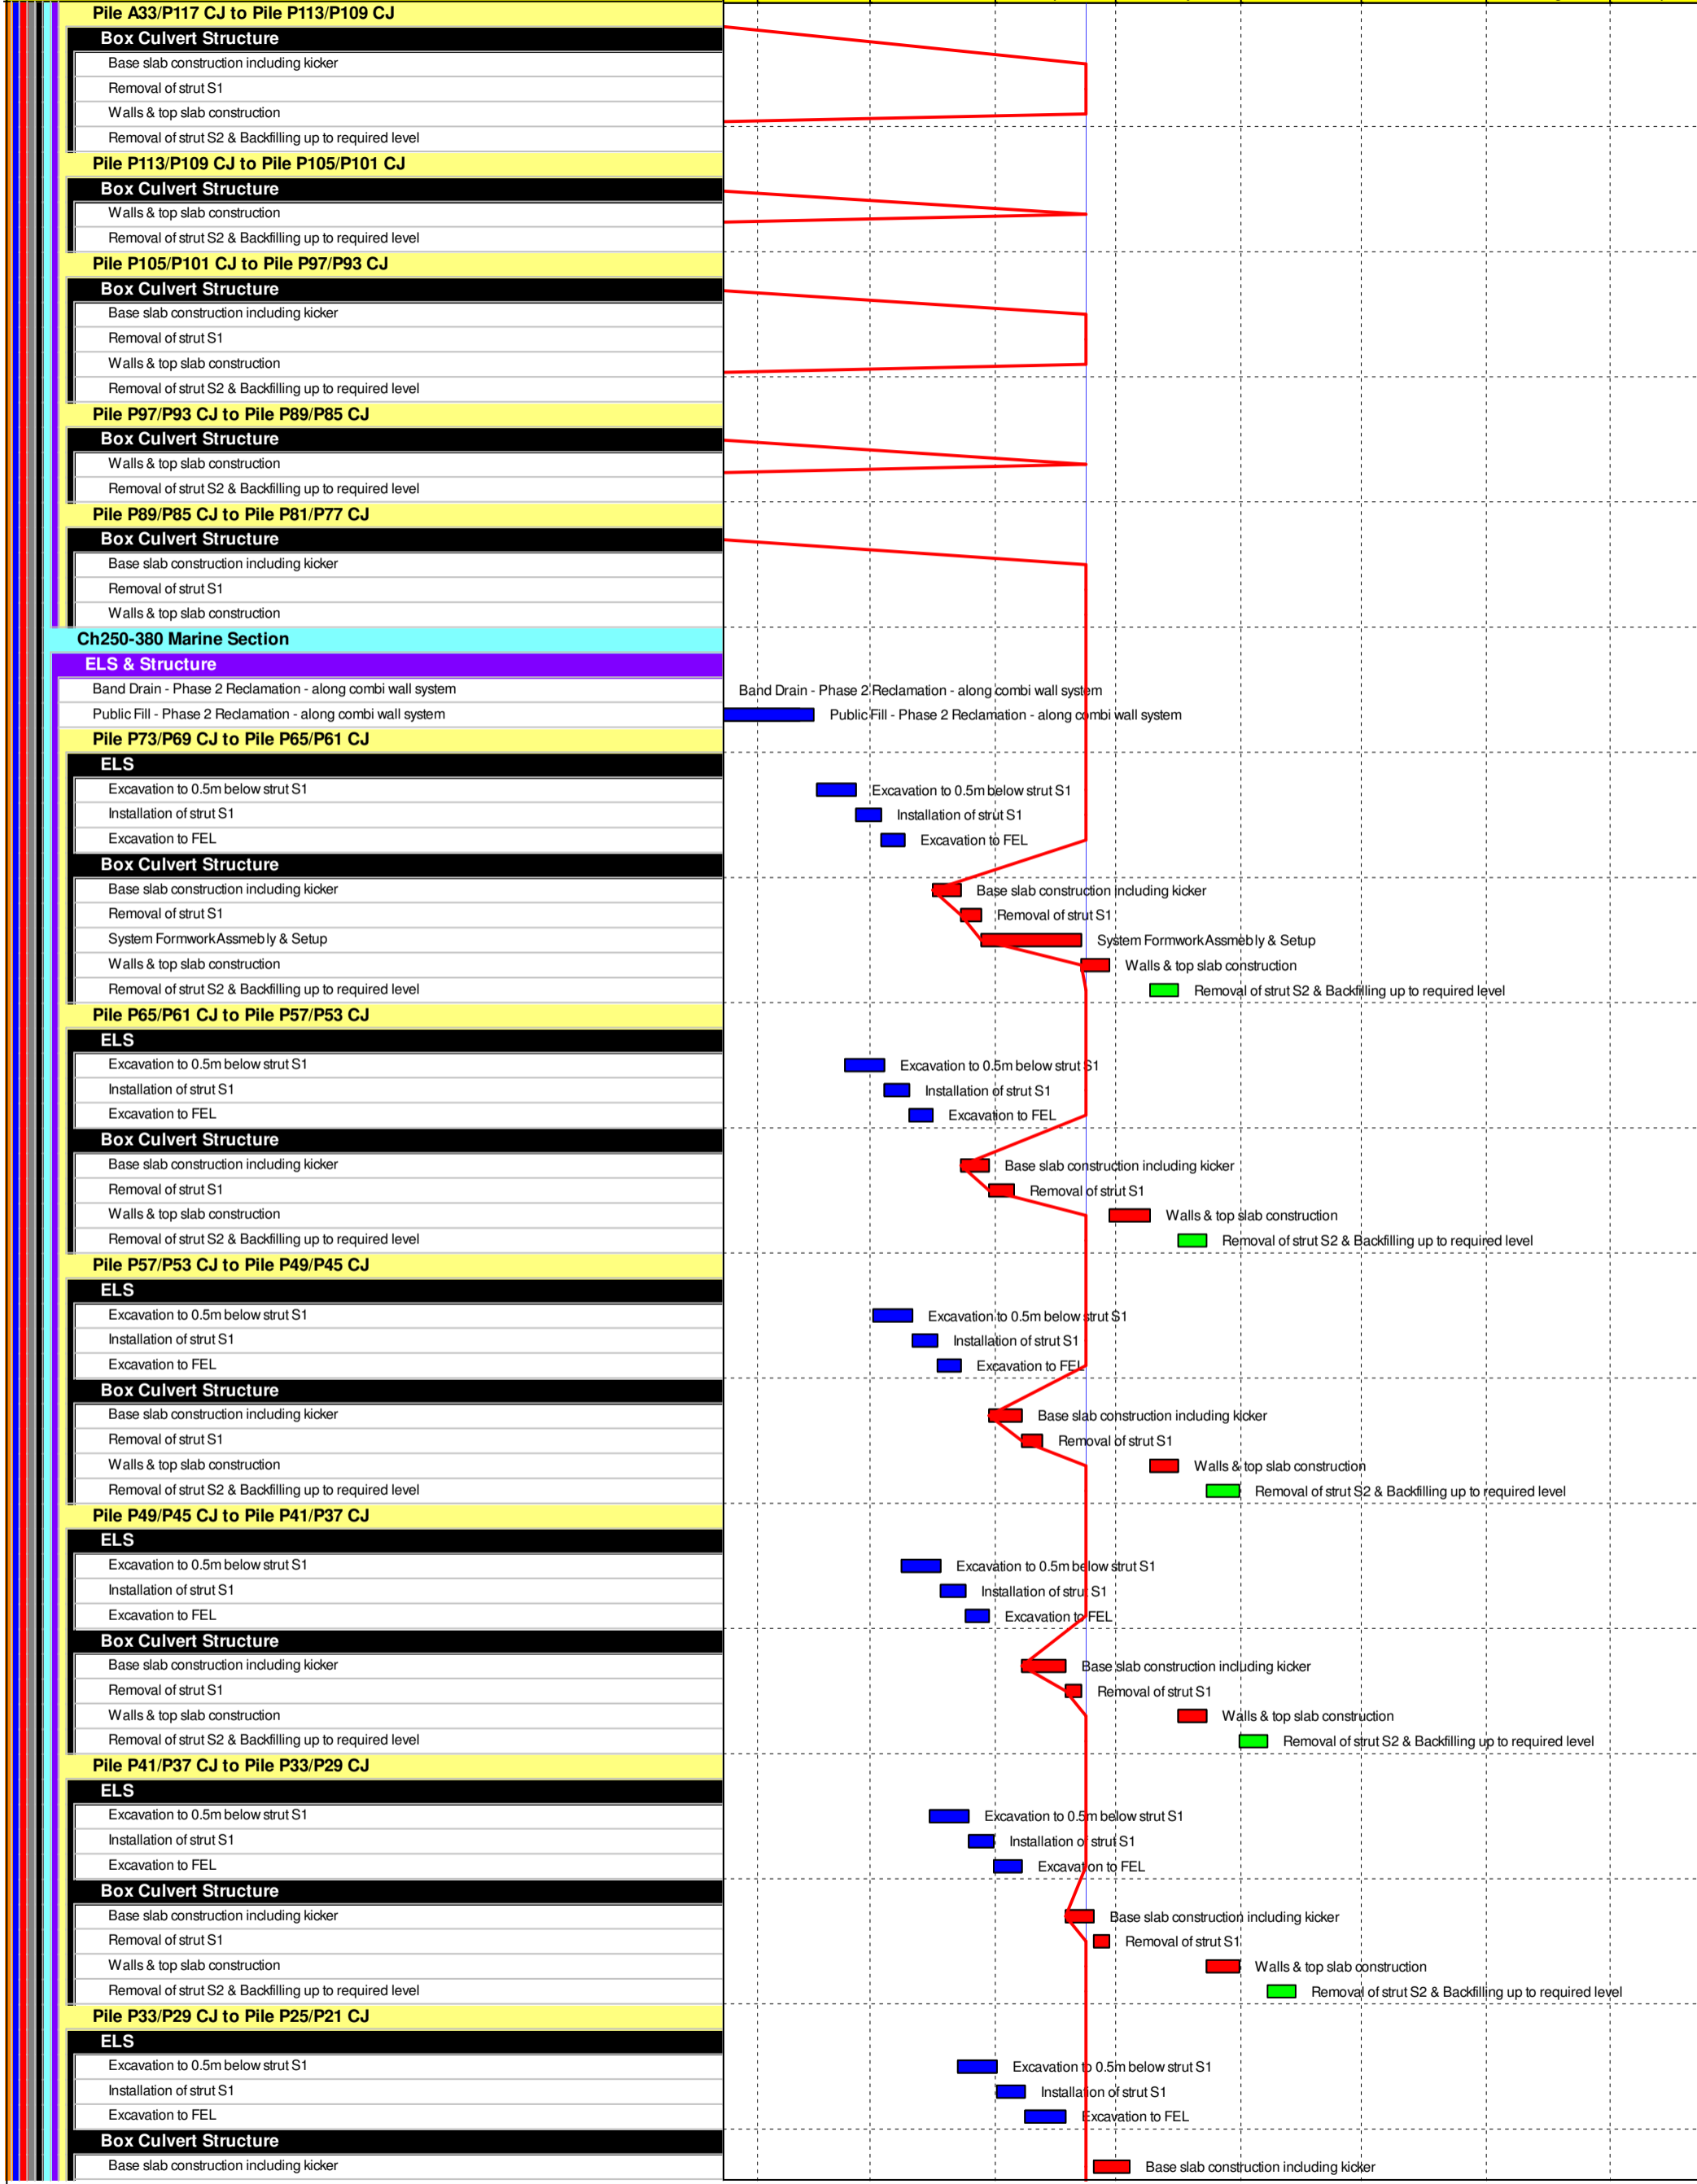 Pile A33/P117 CJ to Pile P113/P109 CJ
Box Culvert Structure
Base slab construction including kicker
Removal of strut S1
Walls & top slab construction
Removal of strut S2 & Backfilling up to required level
Pile P113/P109 CJ to Pile P105/P101 CJ
Box Culvert Structure
Walls & top slab construction
Removal of strut S2 & Backfilling up to required level
Pile P105/P101 CJ to Pile P97/P93 CJ
Box Culvert Structure
Base slab construction including kicker
Removal of strut S1
Walls & top slab construction
Removal of strut S2 & Backfilling up to required level
Pile P97/P93 CJ to Pile P89/P85 CJ
Box Culvert Structure
Walls & top slab construction
Removal of strut S2 & Backfilling up to required level
Pile P89/P85 CJ to Pile P81/P77 CJ
Box Culvert Structure
Base slab construction including kicker
Removal of strut S1
Walls & top slab construction
Ch250-380 Marine Section
ELS & Structure
Band Drain - Phase 2 Reclamation - along combi wall system Band Drain - Phase 2 Reclamation - along combi wall system
Public Fill - Phase 2 Reclamation - along combi wall system Public Fill - Phase 2 Reclamation - along combi wall system
Pile P73/P69 CJ to Pile P65/P61 CJ
ELS
Excavation to 0.5m below strut S1 Excavation to 0.5m below strut S1
Installation of strut S1 Installation of strut S1
Excavation to FEL Excavation to FEL
Box Culvert Structure
Base slab construction including kicker Base slab construction including kicker
Removal of strut S1 Removal of strut S1
System Formwork Assmebly & Setup System Formwork Assmebly & Setup
Walls & top slab construction Walls & top slab construction
Removal of strut S2 & Backfilling up to required level Removal of strut S2 & Backfilling up to required level
Pile P65/P61 CJ to Pile P57/P53 CJ
ELS
Excavation to 0.5m below strut S1 Excavation to 0.5m below strut S1
Installation of strut S1 Installation of strut S1
Excavation to FEL Excavation to FEL
Box Culvert Structure
Base slab construction including kicker Base slab construction including kicker
Removal of strut S1 Removal of strut S1
Walls & top slab construction Walls & top slab construction
Removal of strut S2 & Backfilling up to required level Removal of strut S2 & Backfilling up to required level
Pile P57/P53 CJ to Pile P49/P45 CJ
ELS
Excavation to 0.5m below strut S1 Excavation to 0.5m below strut S1
Installation of strut S1 Installation of strut S1
Excavation to FEL Excavation to FEL
Box Culvert Structure
Base slab construction including kicker Base slab construction including kicker
Removal of strut S1 Removal of strut S1
Walls & top slab construction Walls & top slab construction
Removal of strut S2 & Backfilling up to required level Removal of strut S2 & Backfilling up to required level
Pile P49/P45 CJ to Pile P41/P37 CJ
ELS
Excavation to 0.5m below strut S1 Excavation to 0.5m below strut S1
Installation of strut S1 Installation of strut S1
Excavation to FEL Excavation to FEL
Box Culvert Structure
Base slab construction including kicker Base slab construction including kicker
Removal of strut S1 Removal of strut S1
Walls & top slab construction Walls & top slab construction
Removal of strut S2 & Backfilling up to required level Removal of strut S2 & Backfilling up to required level
Pile P41/P37 CJ to Pile P33/P29 CJ
ELS
Excavation to 0.5m below strut S1 Excavation to 0.5m below strut S1
Installation of strut S1 Installation of strut S1
Excavation to FEL Excavation to FEL
Box Culvert Structure
Base slab construction including kicker Base slab construction including kicker
Removal of strut S1 Removal of strut S1
Walls & top slab construction Walls & top slab construction
Removal of strut S2 & Backfilling up to required level Removal of strut S2 & Backfilling up to required level
Pile P33/P29 CJ to Pile P25/P21 CJ
ELS
Excavation to 0.5m below strut S1 Excavation to 0.5m below strut S1
Installation of strut S1 Installation of strut S1
Excavation to FEL Excavation to FEL
Box Culvert Structure
Base slab construction including kicker Base slab construction including kicker